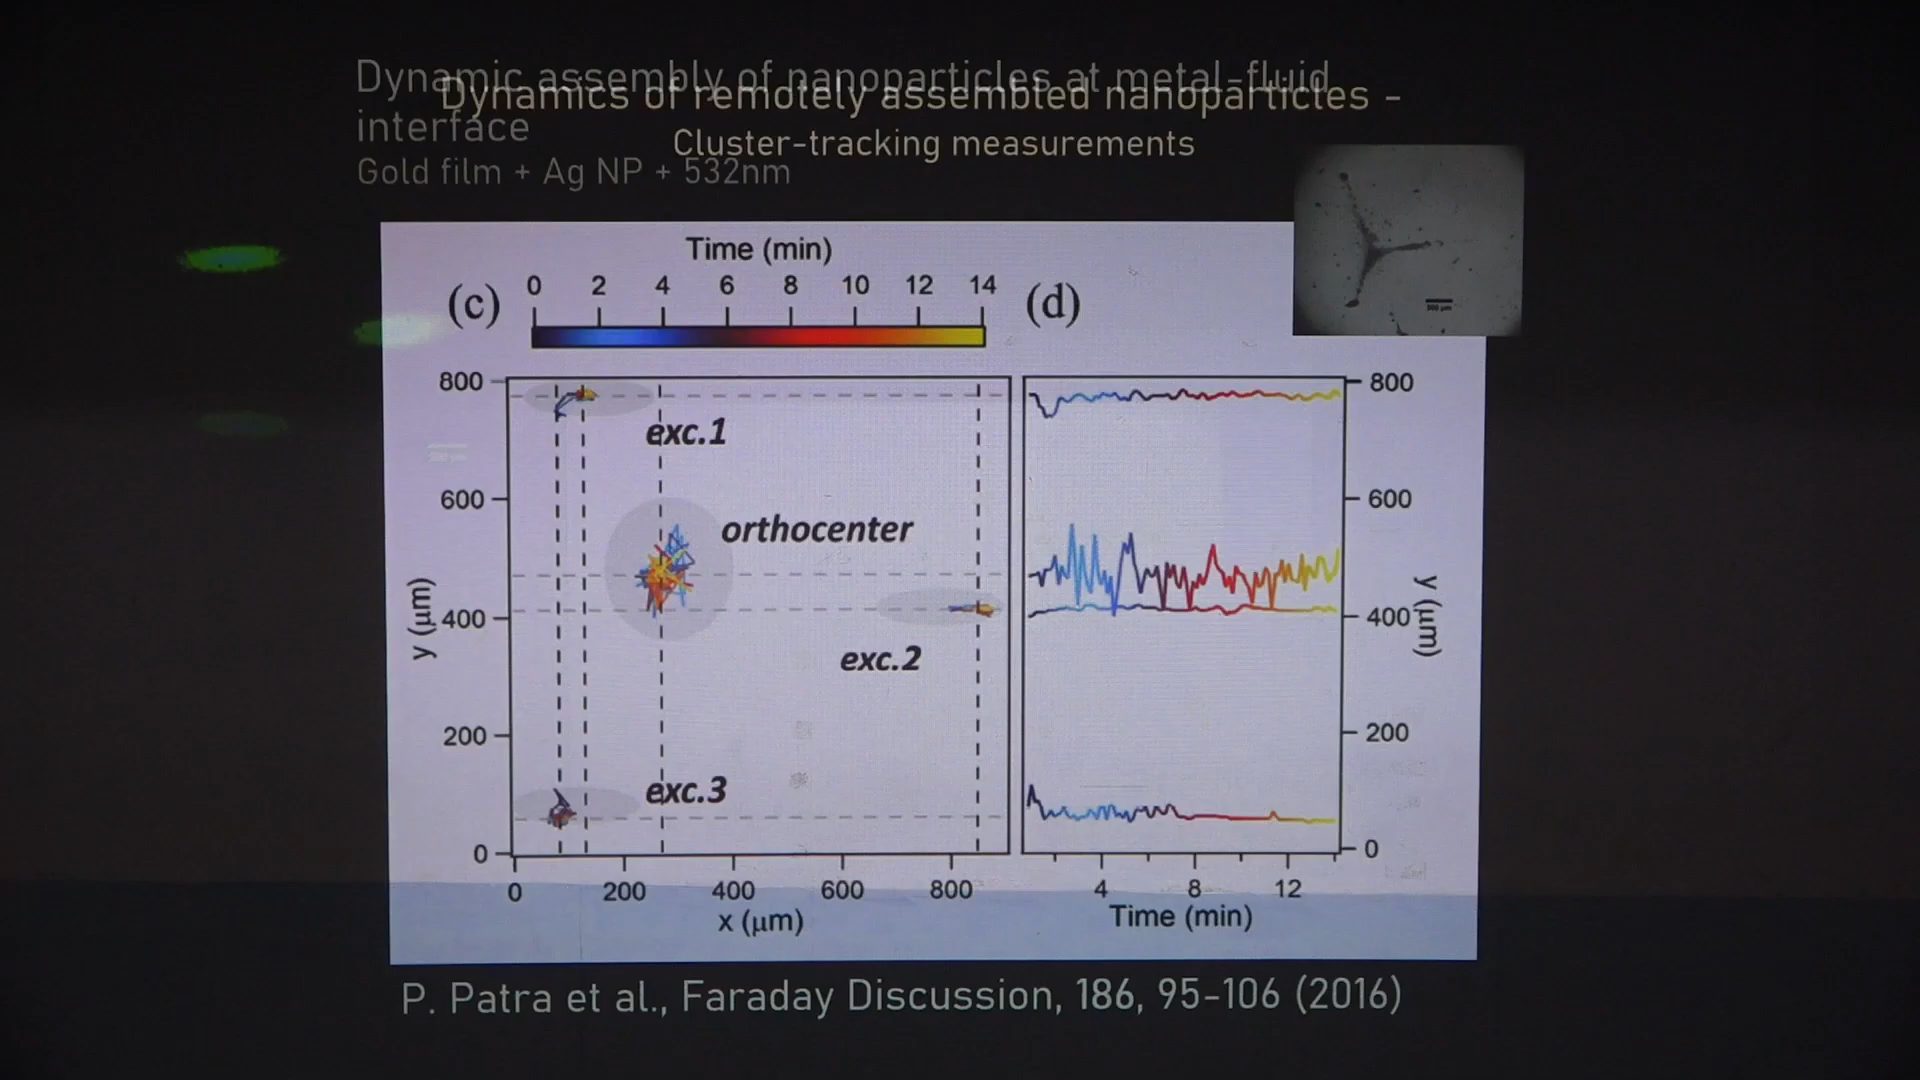 Dynamic assembly of nanoparticles at metal-fluid
interface
Gold film + Ag NP + 532nm
Dynamics of remotely assembled nanoparticles -
Cluster-tracking measurements
Time (min)
(c)
0 2 4 6 8 10 12 14
(d)
800
600
400
200
0
y (μm)
exc.1
orthocenter
exc.2
exc.3
0 200 400 600 800
x (μm)
800
600
400
200
0
y (μm)
4 8 12
Time (min)
P. Patra et al., Faraday Discussion, 186, 95-106 (2016)